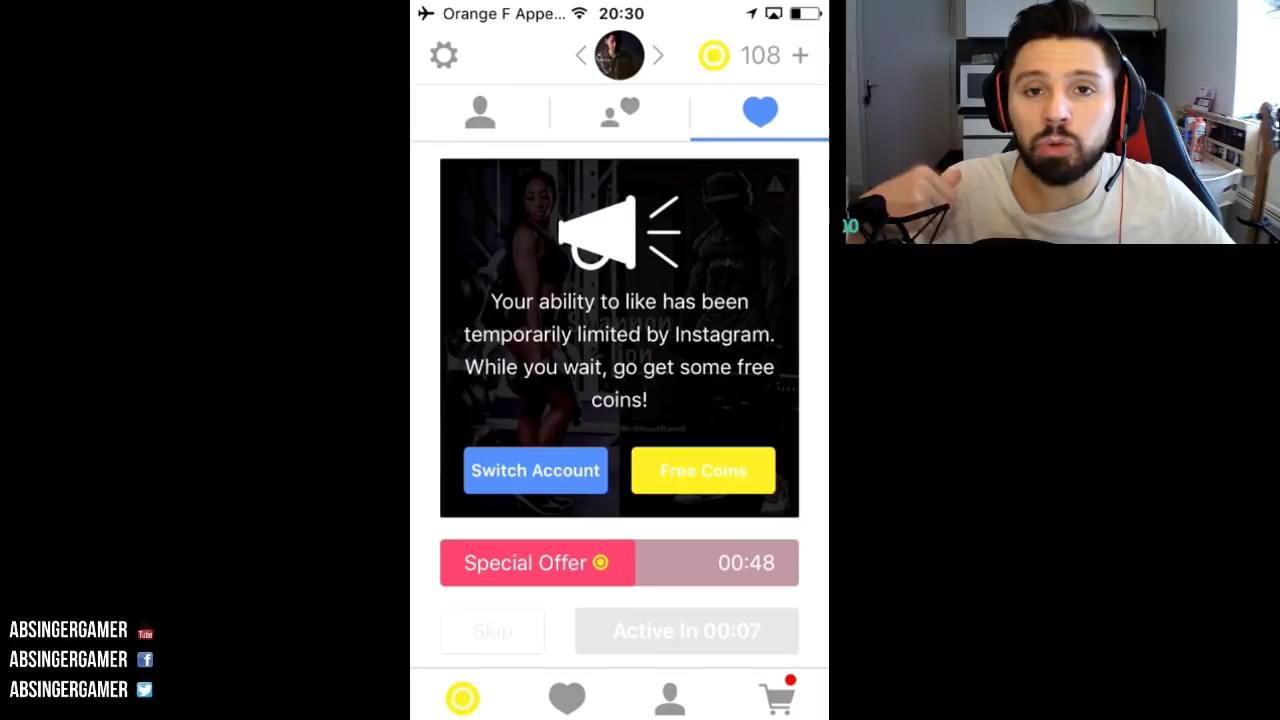 Orange F Appe... 20:30
108 +
Your ability to like has been
temporarily limited by Instagram.
While you wait, go get some free
coins!
Switch Account Free Coins
Special Offer 00:48
Skip Active In 00:07
ABSINGERGAMER Tube
ABSINGERGAMER f
ABSINGERGAMER